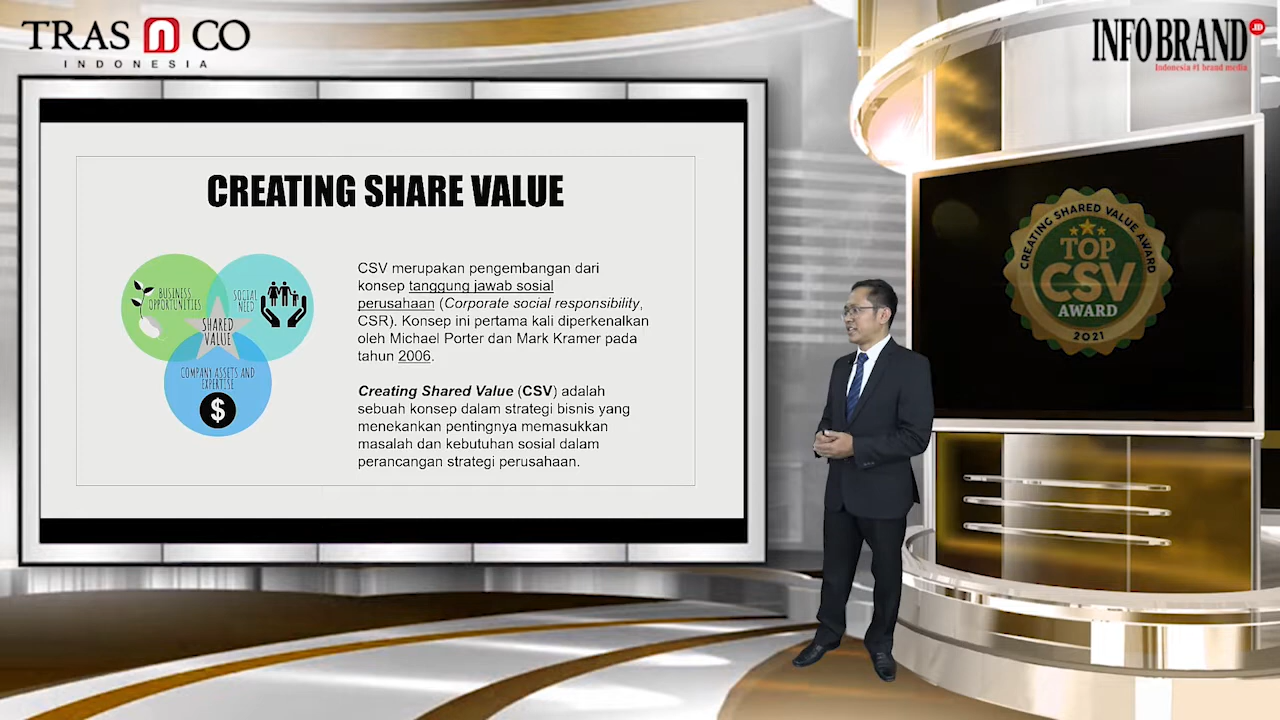 TRAS n CO
INDONESIA
INFOBRAND.ID
Indonesia #1 brand media
CREATING SHARE VALUE
BUSINESS
OPPORTUNITIES
SOCIAL
NEED
SHARED
VALUE
COMPANY ASSETS AND
EXPERTISE
$
CSV merupakan pengembangan dari
konsep tanggung jawab sosial
perusahaan (Corporate social responsibility,
CSR). Konsep ini pertama kali diperkenalkan
oleh Michael Porter dan Mark Kramer pada
tahun 2006.
Creating Shared Value (CSV) adalah
sebuah konsep dalam strategi bisnis yang
menekankan pentingnya memasukkan
masalah dan kebutuhan sosial dalam
perancangan strategi perusahaan.
CREATING SHARED VALUE AWARD
TOP
CSV
AWARD
2021